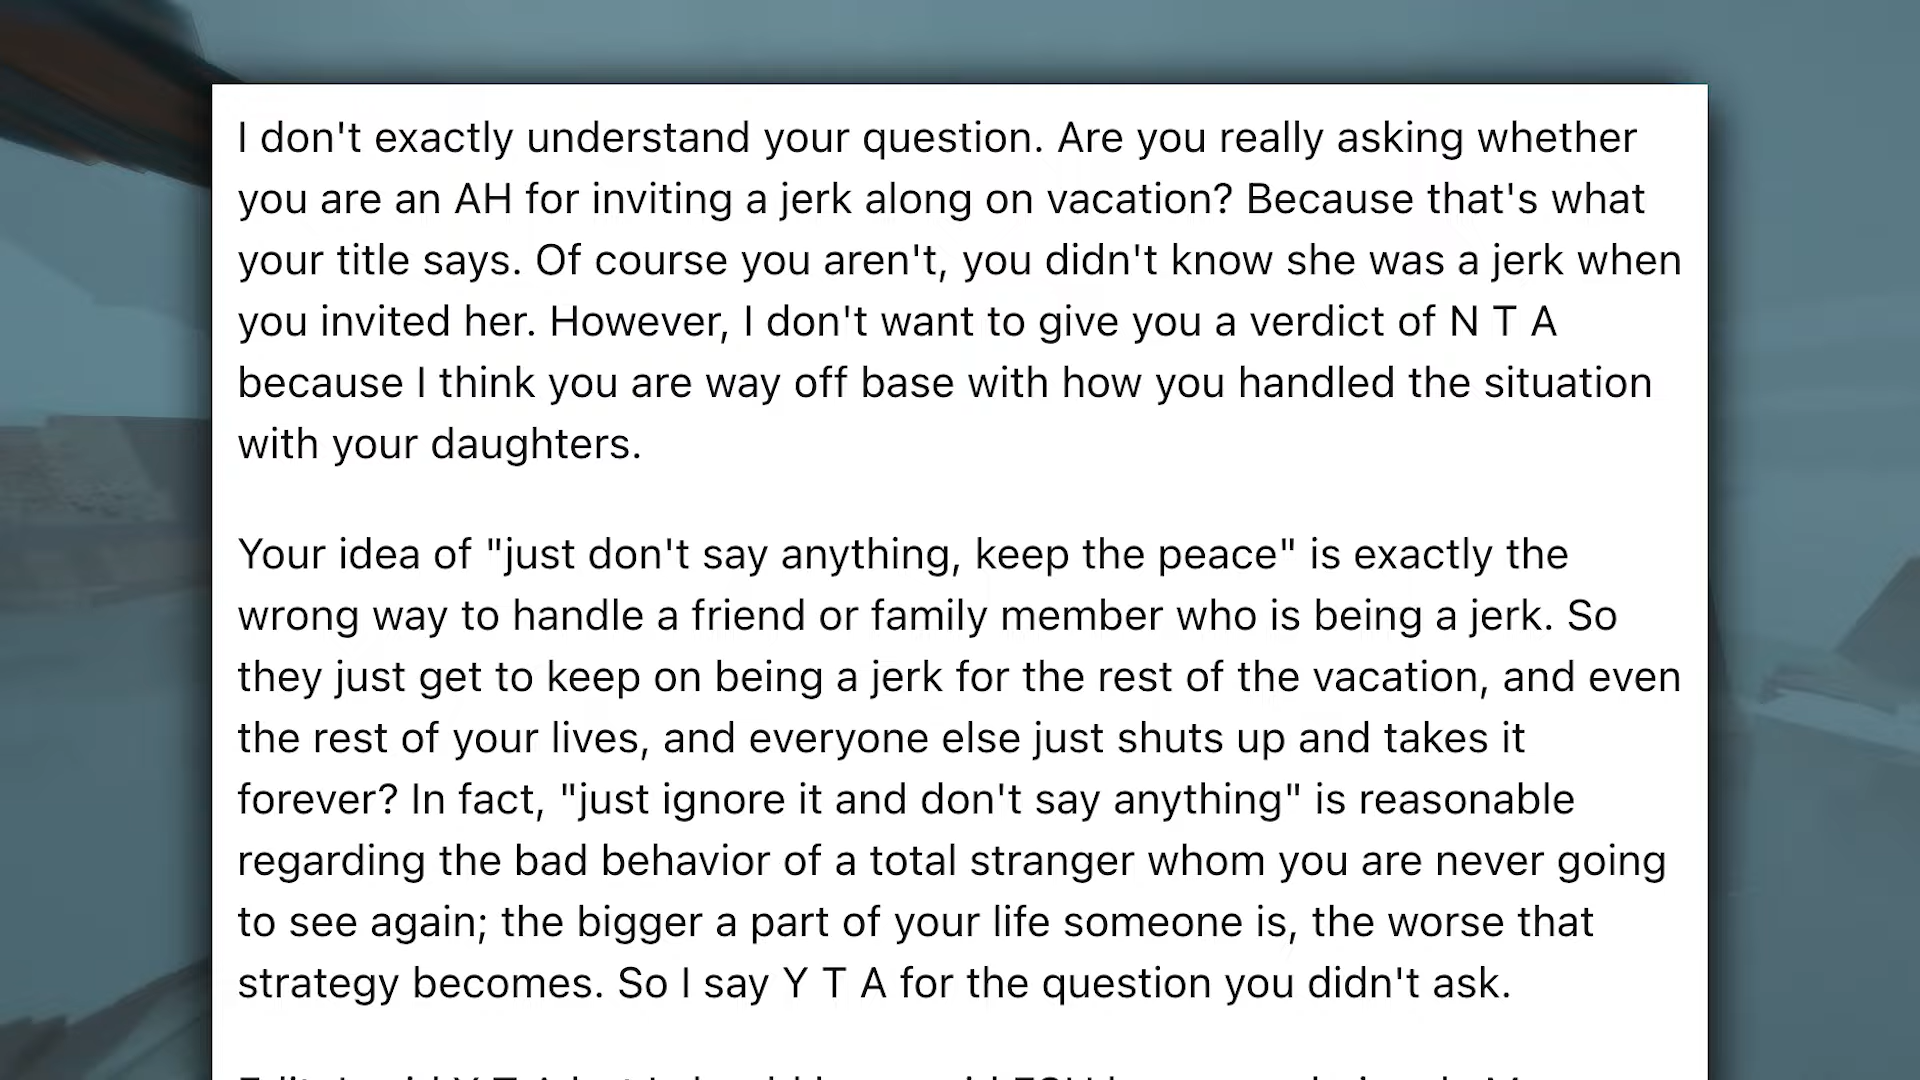 I don't exactly understand your question. Are you really asking whether
you are an AH for inviting a jerk along on vacation? Because that's what
your title says. Of course you aren't, you didn't know she was a jerk when
you invited her. However, I don't want to give you a verdict of N T A
because I think you are way off base with how you handled the situation
with your daughters.
Your idea of "just don't say anything, keep the peace" is exactly the
wrong way to handle a friend or family member who is being a jerk. So
they just get to keep on being a jerk for the rest of the vacation, and even
the rest of your lives, and everyone else just shuts up and takes it
forever? In fact, "just ignore it and don't say anything" is reasonable
regarding the bad behavior of a total stranger whom you are never going
to see again; the bigger a part of your life someone is, the worse that
strategy becomes. So I say Y T A for the question you didn't ask.